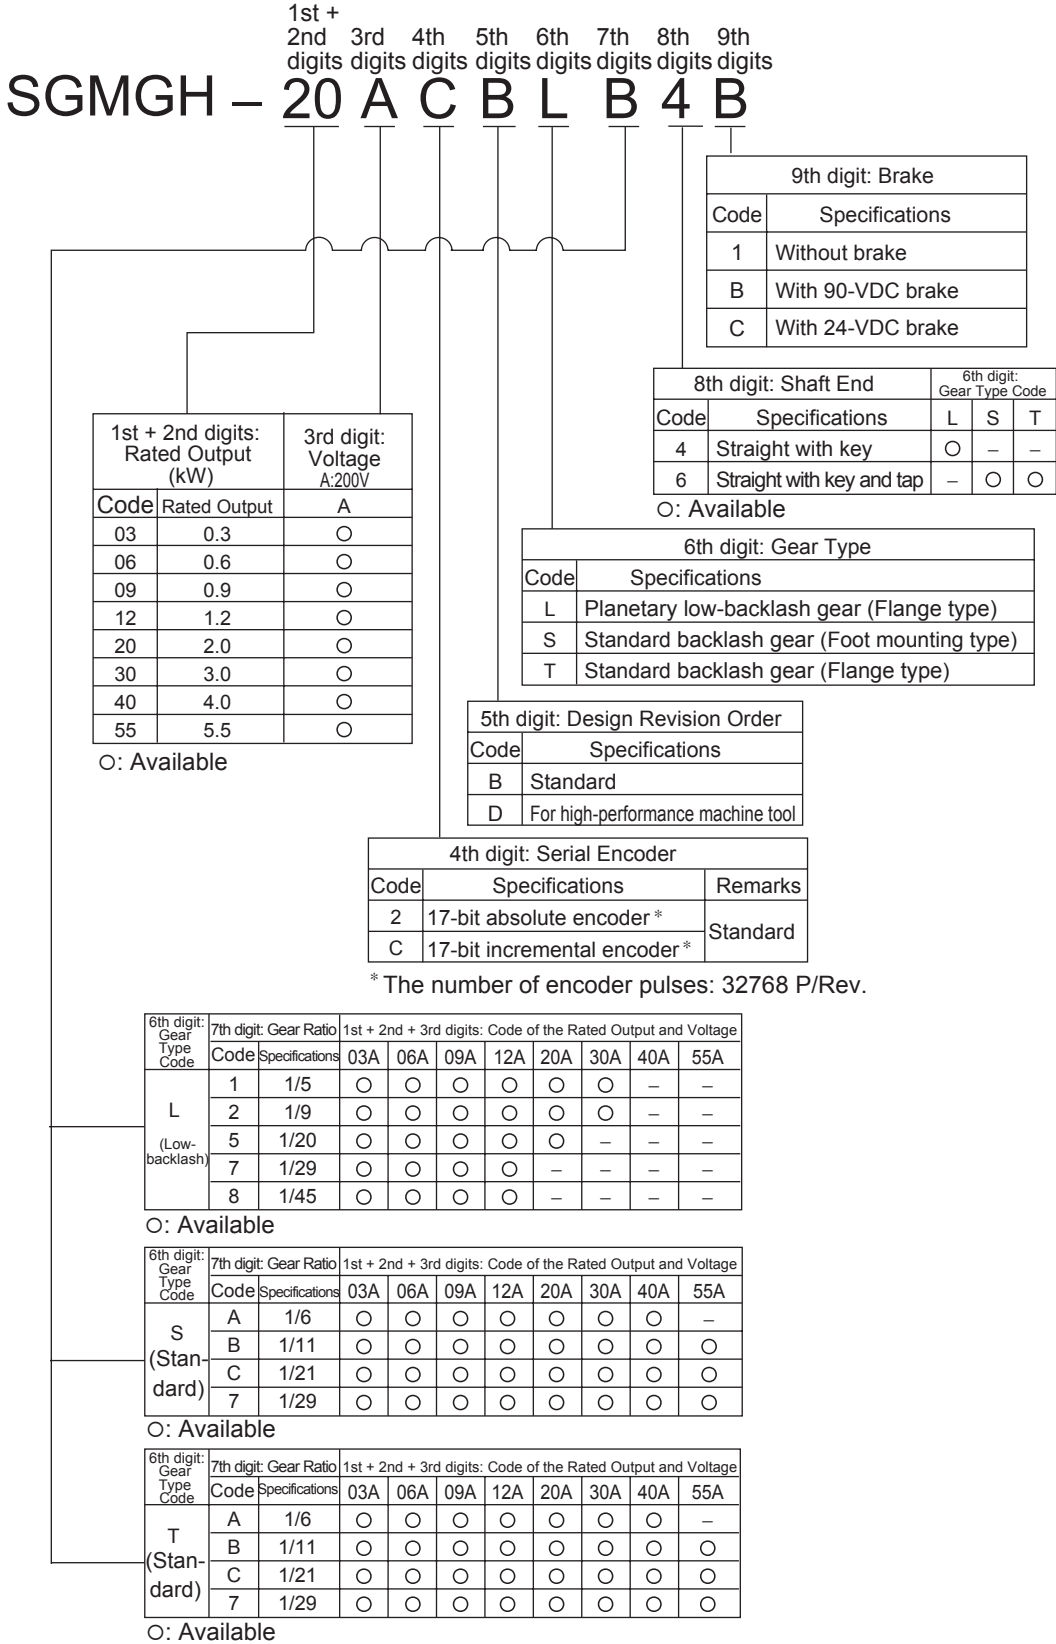 1st +
2nd 3rd 4th 5th 6th 7th 8th 9th
digits digits digits digits digits digits digits digits
SGMGH – 20 A C B L B 4 B
9th digit: Brake
Code Specifications
1 Without brake
B With 90-VDC brake
C With 24-VDC brake
8th digit: Shaft End 6th digit: Gear Type Code
Code Specifications L S T
4 Straight with key ○ – –
6 Straight with key and tap – ○ ○
○: Available
1st + 2nd digits: Rated Output (kW) 3rd digit: Voltage A:200V
Code Rated Output A
03 0.3 ○
06 0.6 ○
09 0.9 ○
12 1.2 ○
20 2.0 ○
30 3.0 ○
40 4.0 ○
55 5.5 ○
○: Available
6th digit: Gear Type
Code Specifications
L Planetary low-backlash gear (Flange type)
S Standard backlash gear (Foot mounting type)
T Standard backlash gear (Flange type)
5th digit: Design Revision Order
Code Specifications
B Standard
D For high-performance machine tool
4th digit: Serial Encoder
Code Specifications Remarks
2 17-bit absolute encoder *
Standard
C 17-bit incremental encoder *
* The number of encoder pulses: 32768 P/Rev.
6th digit: Gear Type Code 7th digit: Gear Ratio 1st + 2nd + 3rd digits: Code of the Rated Output and Voltage
Code Specifications 03A 06A 09A 12A 20A 30A 40A 55A
L (Low-backlash)
1 1/5 ○ ○ ○ ○ ○ ○ – –
2 1/9 ○ ○ ○ ○ ○ ○ – –
5 1/20 ○ ○ ○ ○ ○ – – –
7 1/29 ○ ○ ○ ○ – – – –
8 1/45 ○ ○ ○ ○ – – – –
○: Available
6th digit: Gear Type Code 7th digit: Gear Ratio 1st + 2nd + 3rd digits: Code of the Rated Output and Voltage
Code Specifications 03A 06A 09A 12A 20A 30A 40A 55A
S (Stan-dard)
A 1/6 ○ ○ ○ ○ ○ ○ ○ –
B 1/11 ○ ○ ○ ○ ○ ○ ○ ○
C 1/21 ○ ○ ○ ○ ○ ○ ○ ○
7 1/29 ○ ○ ○ ○ ○ ○ ○ ○
○: Available
6th digit: Gear Type Code 7th digit: Gear Ratio 1st + 2nd + 3rd digits: Code of the Rated Output and Voltage
Code Specifications 03A 06A 09A 12A 20A 30A 40A 55A
T (Stan-dard)
A 1/6 ○ ○ ○ ○ ○ ○ ○ –
B 1/11 ○ ○ ○ ○ ○ ○ ○ ○
C 1/21 ○ ○ ○ ○ ○ ○ ○ ○
7 1/29 ○ ○ ○ ○ ○ ○ ○ ○
○: Available